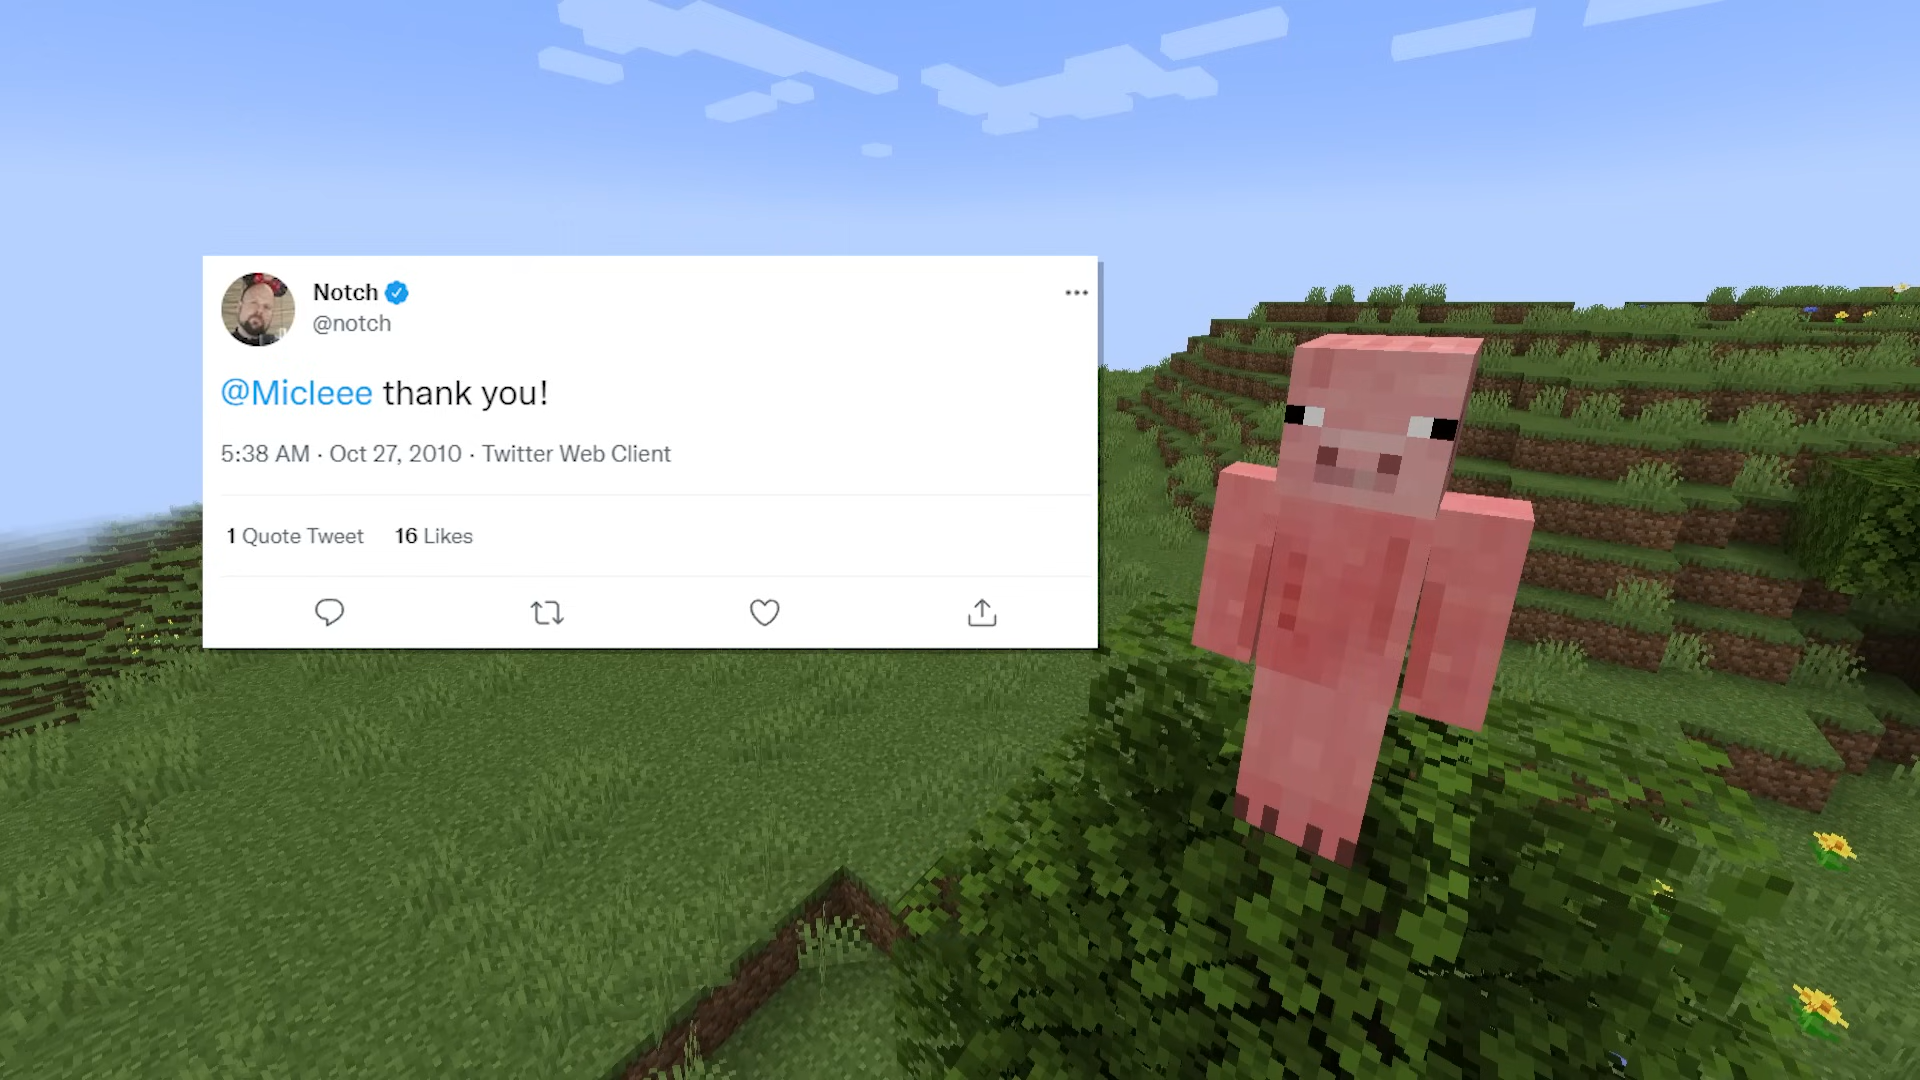 Notch
@notch
@Micleee thank you!
5:38 AM · Oct 27, 2010 · Twitter Web Client
1 Quote Tweet 16 Likes